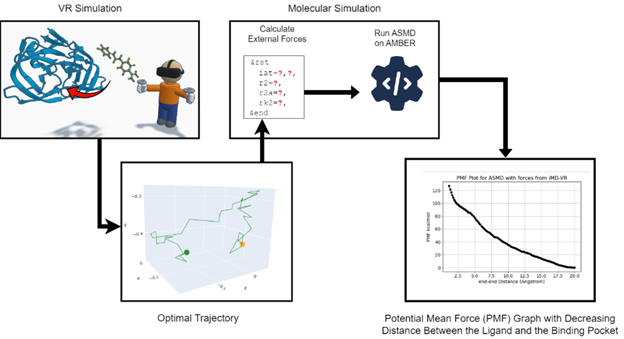 VR Simulation
Molecular Simulation
Calculate
External Forces
&rst
iat=?,?,
r2=?,
r2a=?,
rk2=?,
&end
Run ASMD
on AMBER
</>
Optimal Trajectory
PMF Plot for ASMD with forces from iMD-VR
PMF kcal/mol
120
100
80
60
40
20
0
2.5 5.0 7.5 10.0 12.5 15.0 17.5 20.0
end-end Distance (Angstrom)
Potential Mean Force (PMF) Graph with Decreasing
Distance Between the Ligand and the Binding Pocket